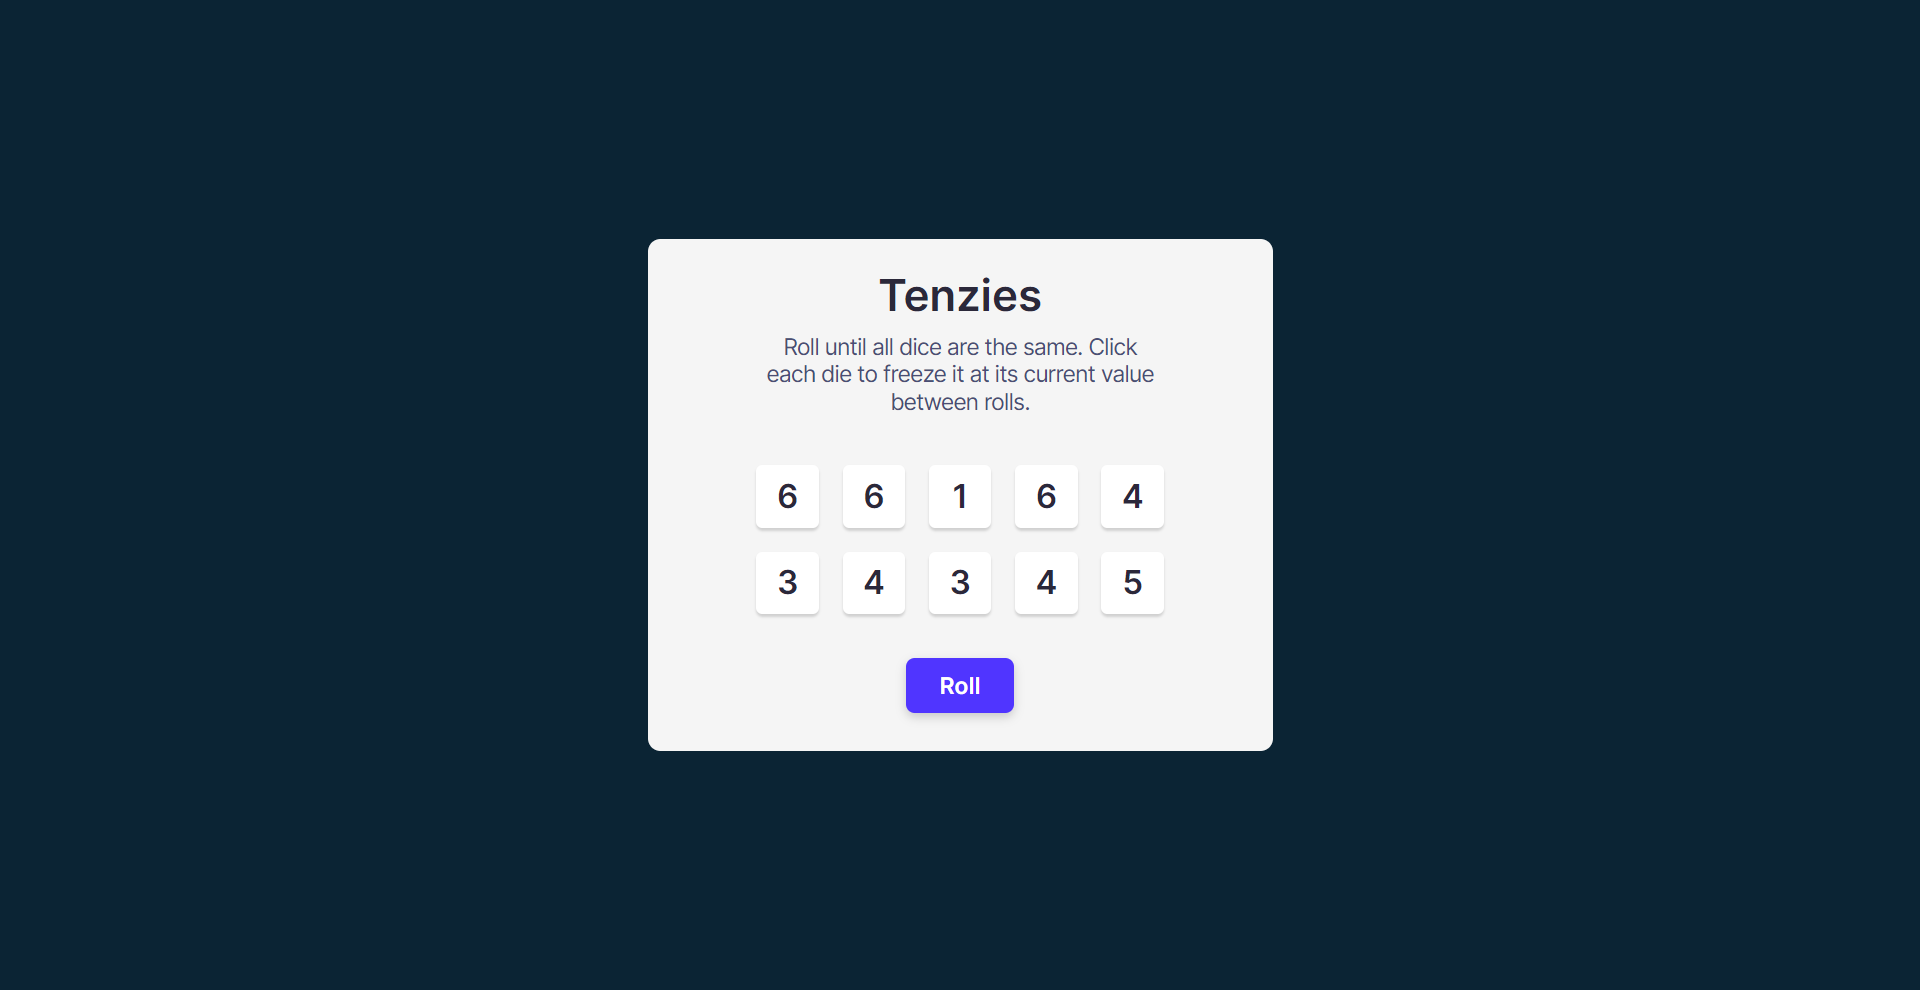 Tenzies
Roll until all dice are the same. Click
each die to freeze it at its current value
between rolls.
6 6 1 6 4
3 4 3 4 5
Roll